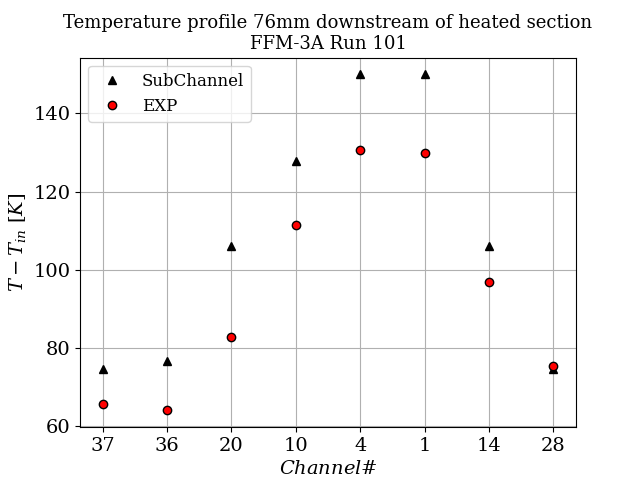 Temperature profile 76mm downstream of heated section
FFM-3A Run 101
SubChannel
EXP
T − T_in [K]
140
120
100
80
60
37 36 20 10 4 1 14 28
Channel#